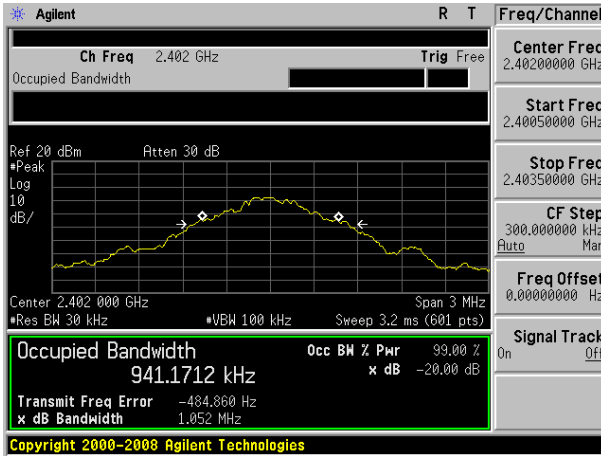 Agilent R T
Freq/Channel
Ch Freq 2.402 GHz Trig Free
Occupied Bandwidth
Center Freq
2.40200000 GHz
Start Freq
2.40050000 GHz
Stop Freq
2.40350000 GHz
CF Step
300.000000 kHz
Auto Man
Freq Offset
0.00000000 Hz
Signal Track
On Off
Ref 20 dBm Atten 30 dB
#Peak
Log
10
dB/
Center 2.402 000 GHz Span 3 MHz
#Res BW 30 kHz #VBW 100 kHz Sweep 3.2 ms (601 pts)
Occupied Bandwidth Occ BW % Pwr 99.00 %
941.1712 kHz x dB -20.00 dB
Transmit Freq Error -484.860 Hz
x dB Bandwidth 1.052 MHz
Copyright 2000-2008 Agilent Technologies